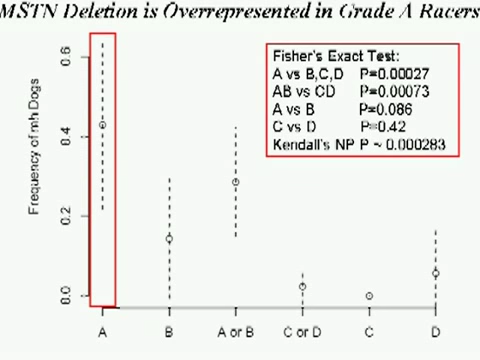 MSTN Deletion is Overrepresented in Grade A Racers
Fisher's Exact Test:
A vs B,C,D P=0.00027
AB vs CD P=0.00073
A vs B P=0.086
C vs D P=0.42
Kendall's NP P ~ 0.000283
Frequency of mh Dogs
0.6
0.4
0.2
0.0
A B A or B C or D C D